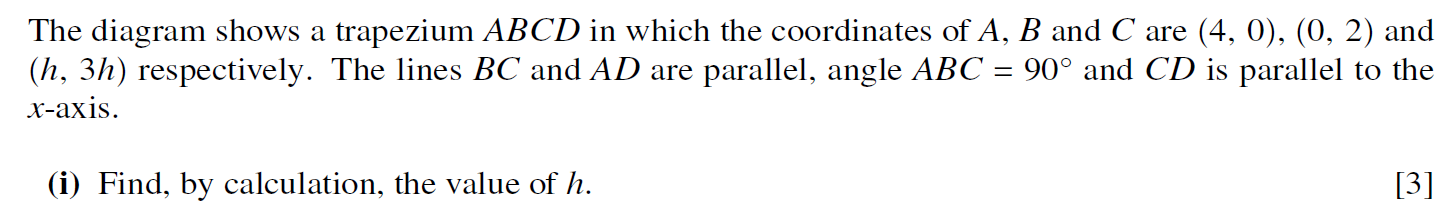 The diagram shows a trapezium ABCD in which the coordinates of A, B and C are (4, 0), (0, 2) and
(h, 3h) respectively. The lines BC and AD are parallel, angle ABC = 90° and CD is parallel to the
x-axis.
(i) Find, by calculation, the value of h. [3]